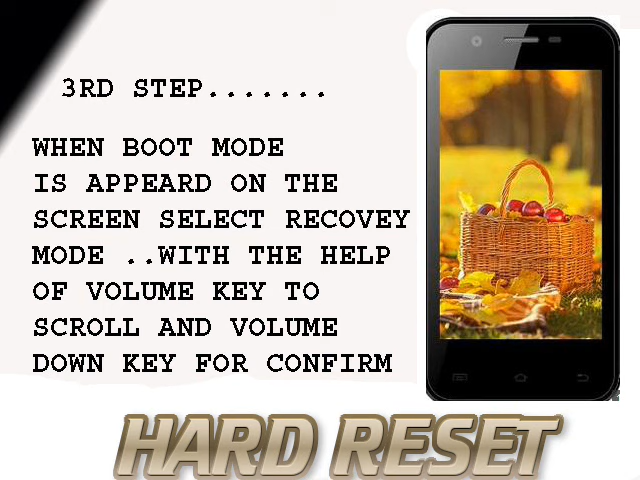 3RD STEP.......
WHEN BOOT MODE
IS APPEARD ON THE
SCREEN SELECT RECOVEY
MODE ..WITH THE HELP
OF VOLUME KEY TO
SCROLL AND VOLUME
DOWN KEY FOR CONFIRM
HARD RESET